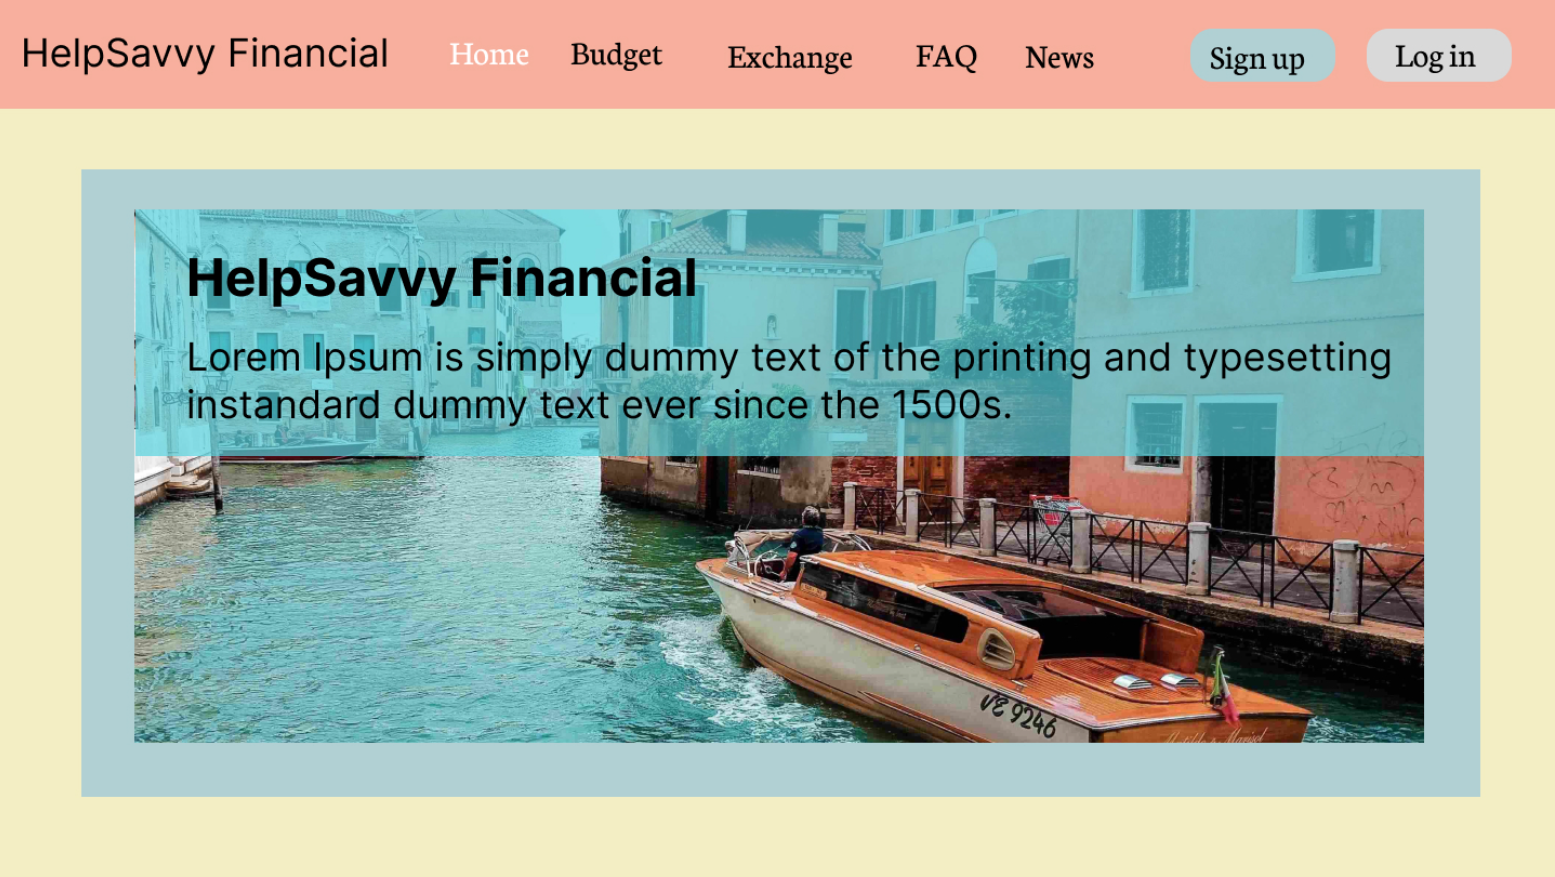 HelpSavvy Financial Home Budget Exchange FAQ News Sign up Log in
HelpSavvy Financial
Lorem Ipsum is simply dummy text of the printing and typesetting
instandard dummy text ever since the 1500s.
VE 9246